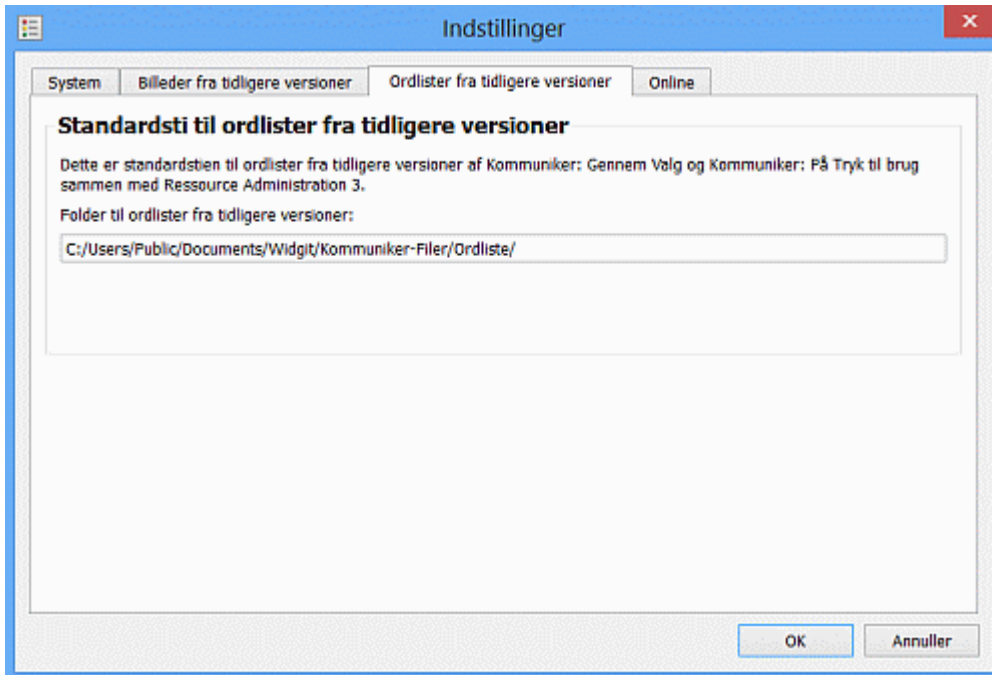 Indstillinger
System
Billeder fra tidligere versioner
Ordlister fra tidligere versioner
Online
Standardsti til ordlister fra tidligere versioner
Dette er standardstien til ordlister fra tidligere versioner af Kommuniker: Gennem Valg og Kommuniker: På Tryk til brug
sammen med Ressource Administration 3.
Folder til ordlister fra tidligere versioner:
C:/Users/Public/Documents/Widgit/Kommuniker-Filer/Ordliste/
OK
Annuller